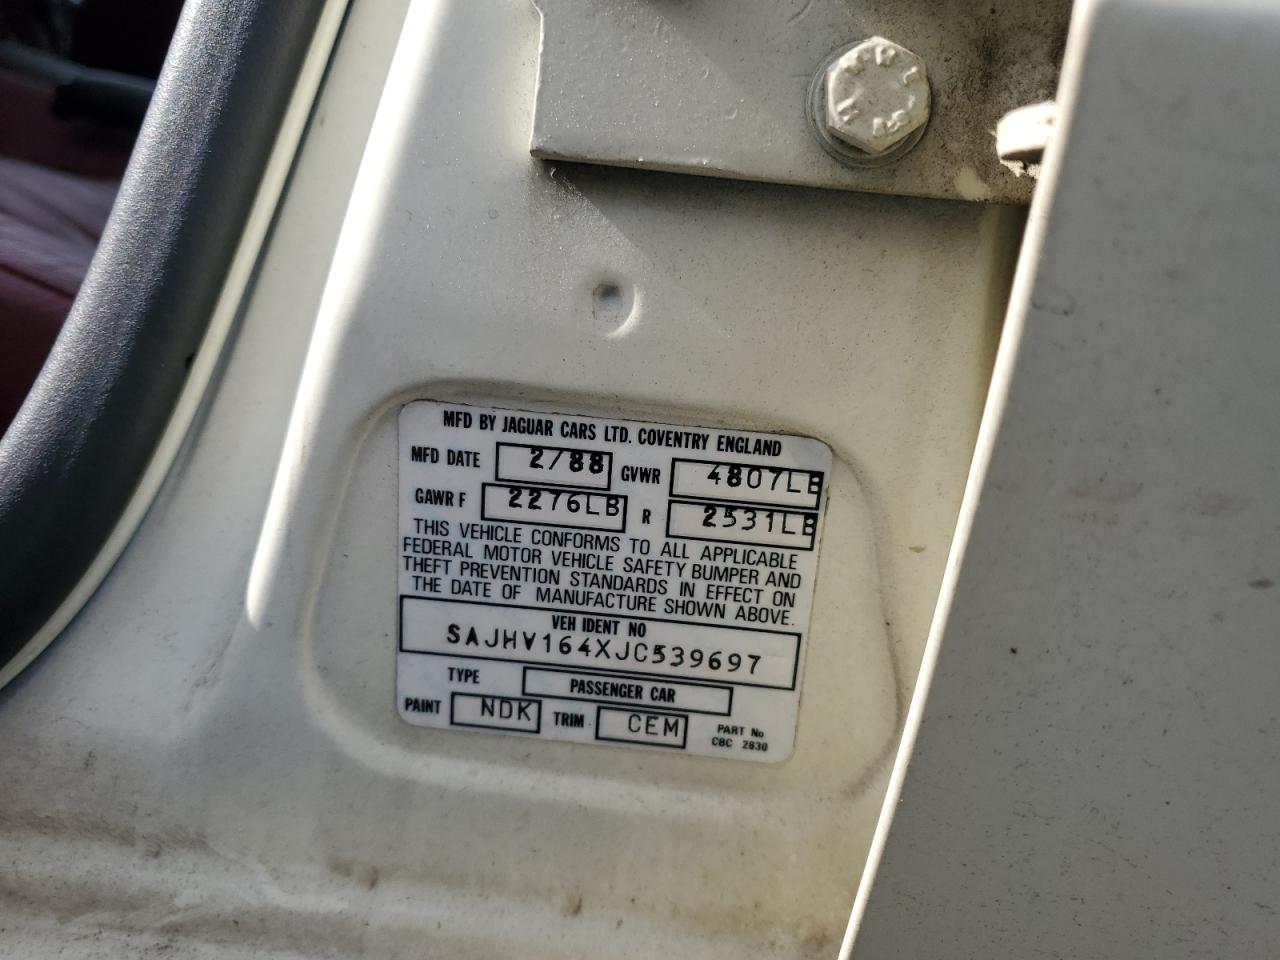 MFD BY JAGUAR CARS LTD. COVENTRY ENGLAND
MFD DATE 2/88 GVWR 4807LB
GAWR F 2276LB R 2531LB
THIS VEHICLE CONFORMS TO ALL APPLICABLE
FEDERAL MOTOR VEHICLE SAFETY BUMPER AND
THEFT PREVENTION STANDARDS IN EFFECT ON
THE DATE OF MANUFACTURE SHOWN ABOVE.
VEH IDENT NO
SAJHV164XJC539697
TYPE PASSENGER CAR
PAINT NDK TRIM CEM PART No
CBC 2830